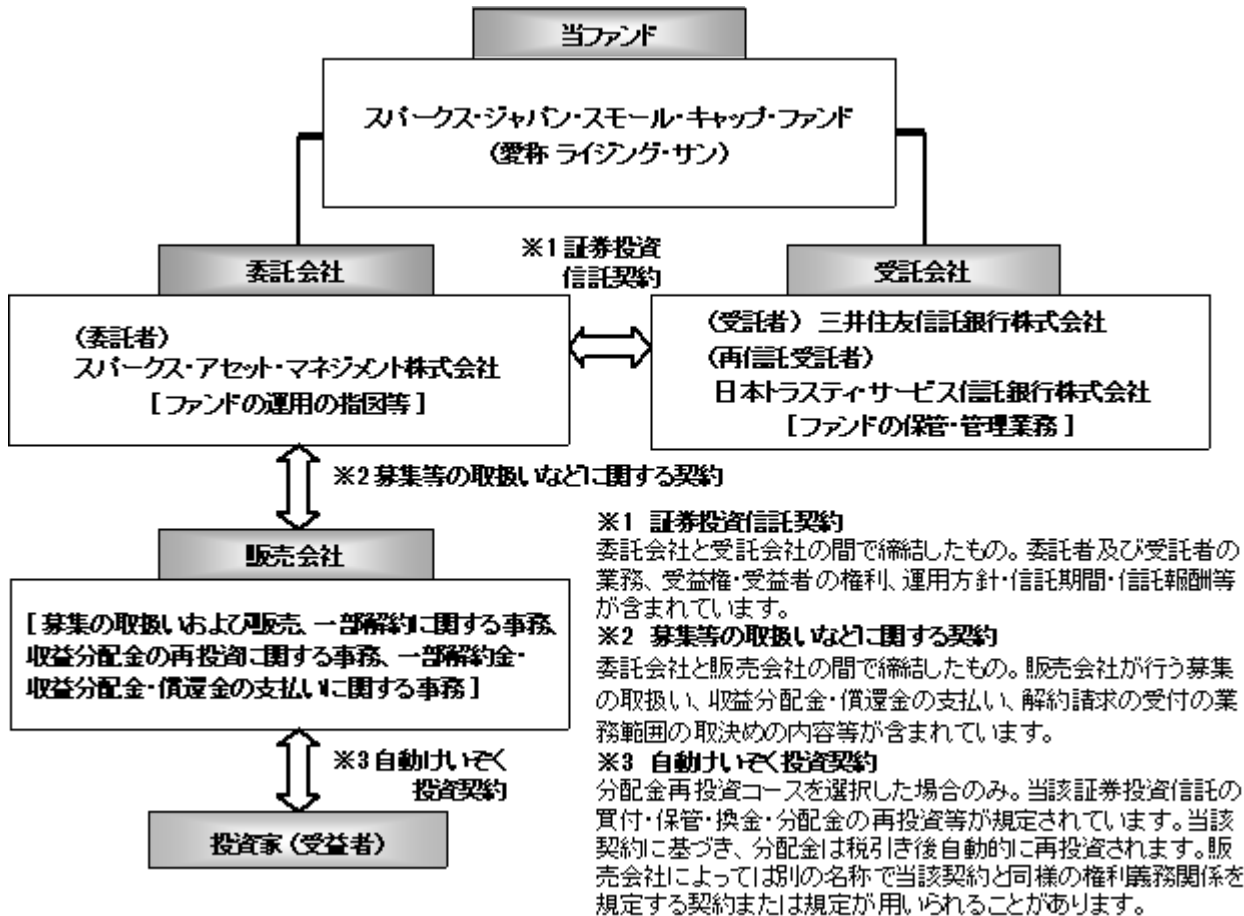 当ファンド
スパークス・ジャパン・スモール・キャップ・ファンド
（愛称 ライジング・サン）
委託会社
※1 証券投資
信託契約
受託会社
（委託者）
スパークス・アセット・マネジメント株式会社
［ファンドの運用の指図等］
（受託者） 三井住友信託銀行株式会社
（再信託受託者）
日本トラスティ・サービス信託銀行株式会社
［ファンドの保管・管理業務］
※2 募集等の取扱いなどに関する契約
販売会社
［募集の取扱いおよび販売、一部解約に関する事務、
収益分配金の再投資に関する事務、一部解約金・
収益分配金・償還金の支払いに関する事務］
※3 自動けいぞく
投資契約
投資家（受益者）
※1 証券投資信託契約
委託会社と受託会社の間で締結したもの。委託者及び受託者の
業務、受益権・受益者の権利、運用方針・信託期間・信託報酬等
が含まれています。
※2 募集等の取扱いなどに関する契約
委託会社と販売会社の間で締結したもの。販売会社が行う募集
の取扱い、収益分配金・償還金の支払い、解約請求の受付の業
務範囲の取決めの内容等が含まれています。
※3 自動けいぞく投資契約
分配金再投資コースを選択した場合のみ。当該証券投資信託の
買付・保管・換金・分配金の再投資等が規定されています。当該
契約に基づき、分配金は税引き後自動的に再投資されます。販
売会社によっては別の名称で当該契約と同様の権利義務関係を
規定する契約または規定が用いられることがあります。